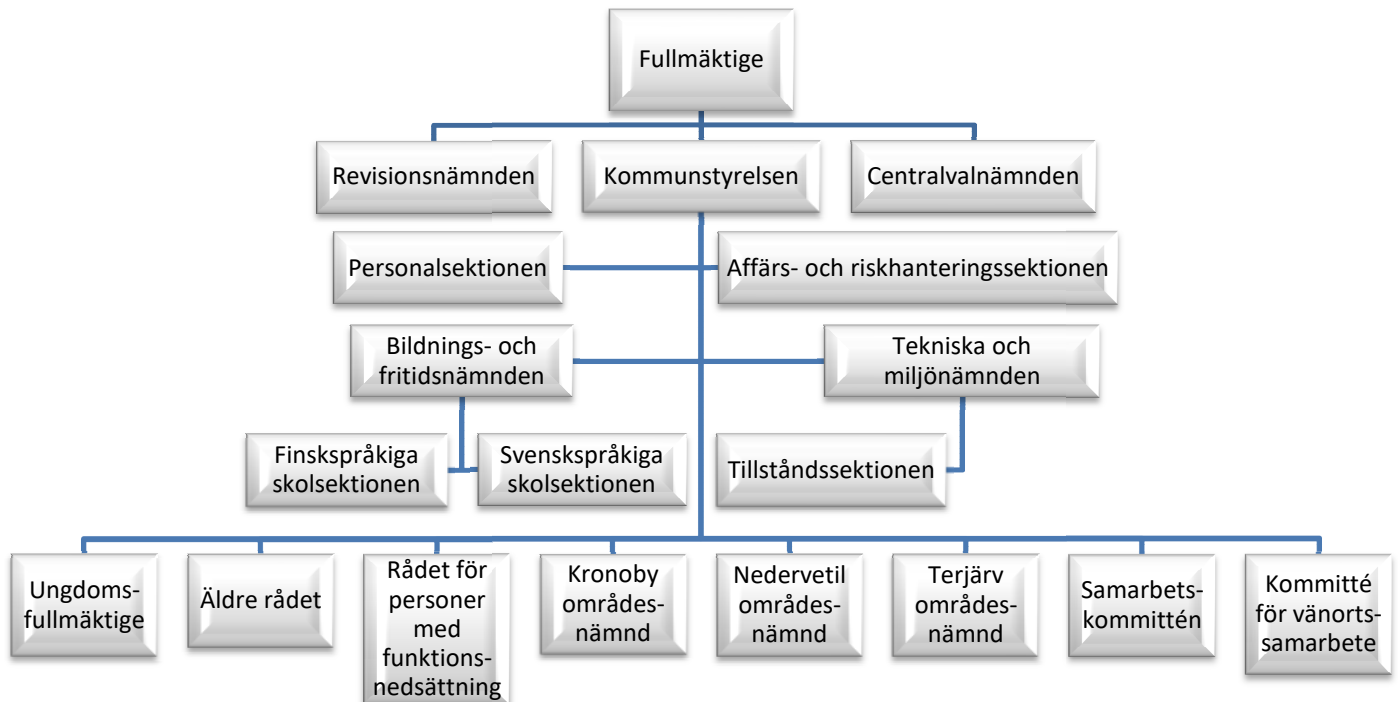 Fullmäktige
Revisionsnämnden
Kommunstyrelsen
Centralvalnämnden
Personalsektionen
Affärs- och riskhanteringssektionen
Bildnings- och
fritidsnämnden
Tekniska och
miljönämnden
Finskspråkiga
skolsektionen
Svenskspråkiga
skolsektionen
Tillståndssektionen
Ungdoms-
fullmäktige
Äldre rådet
Rådet för
personer
med
funktions-
nedsättning
Kronoby
områdes-
nämnd
Nedervetil
områdes-
nämnd
Terjärv
områdes-
nämnd
Samarbets-
kommittén
Kommitté
för vänorts-
samarbete